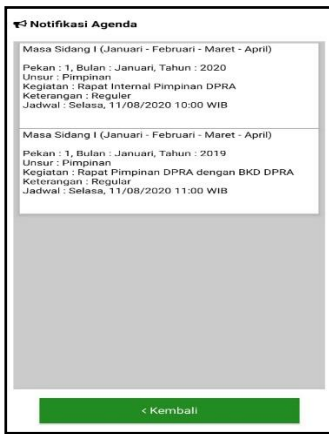 Notifikasi Agenda
Masa Sidang I (Januari - Februari - Maret - April)
Pekan : 1, Bulan : Januari, Tahun : 2020
Unsur : Pimpinan
Kegiatan : Rapat Internal Pimpinan DPRA
Keterangan : Reguler
Jadwal : Selasa, 11/08/2020 10:00 WIB
Masa Sidang I (Januari - Februari - Maret - April)
Pekan : 1, Bulan : Januari, Tahun : 2019
Unsur : Pimpinan
Kegiatan : Rapat Pimpinan DPRA dengan BKD DPRA
Keterangan : Regular
Jadwal : Selasa, 11/08/2020 11:00 WIB
< Kembali